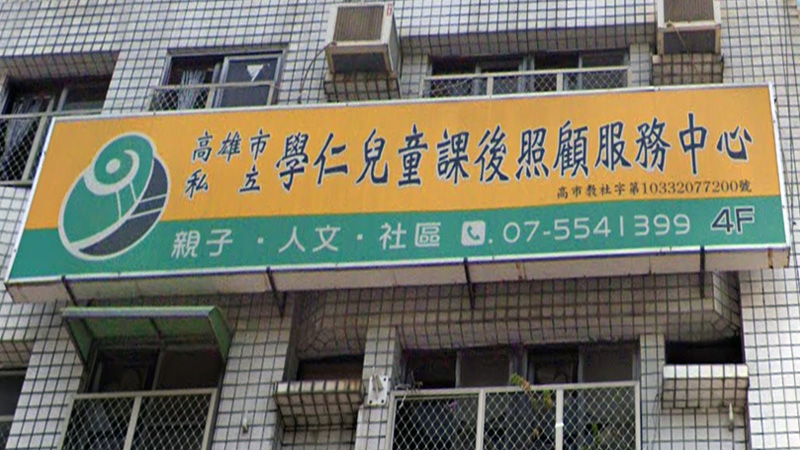 高雄市私立學仁兒童課後照顧服務中心
高市教社字第10332077200號
親子·人文·社區 07-5541399 4F